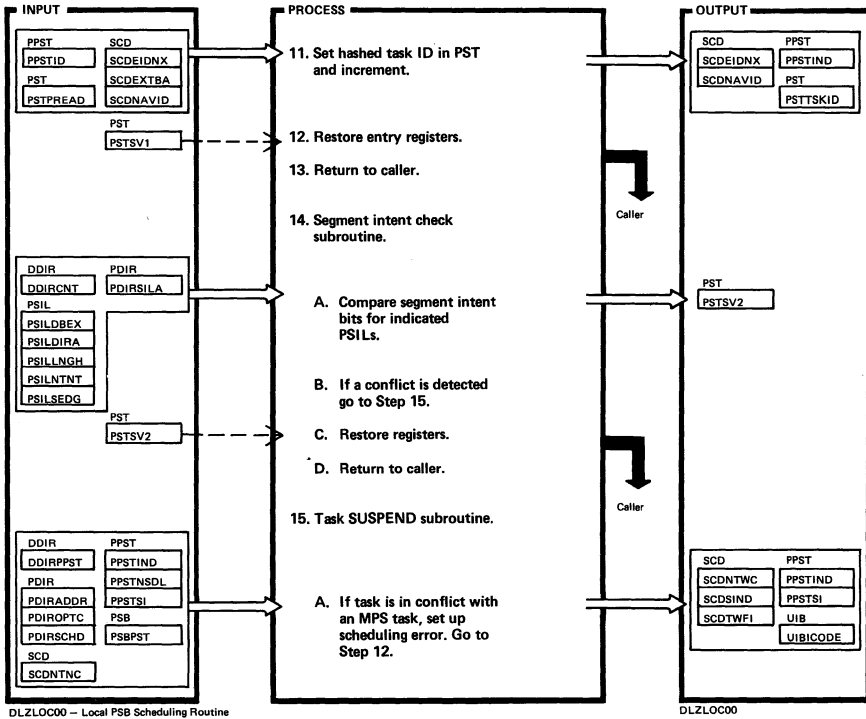 INPUT
PROCESS
OUTPUT
PPST SCD
PPSTID SCDEIDNX
PST SCDEXTBA
PSTPREAD SCDNAVID
11. Set hashed task ID in PST
and increment.
SCD PPST
SCDEIDNX PPSTIND
SCDNAVID PST
PSTTSKID
PST
PSTSV1
12. Restore entry registers.
13. Return to caller.
Caller
14. Segment intent check
subroutine.
DDIR PDIR
DDIRCNT PDIRSILA
PSIL
PSILDBEX
PSILDIRA
PSILLNGH
PSILNTNT
PSILSEDG
A. Compare segment intent
bits for indicated
PSILs.
PST
PSTSV2
B. If a conflict is detected
go to Step 15.
PST
PSTSV2
C. Restore registers.
D. Return to caller.
Caller
15. Task SUSPEND subroutine.
DDIR PPST
DDIRPPST PPSTIND
PDIR PPSTNSDL
PDIRADDR PPSTSI
PDIROPTC PSB
PDIRSCHD PSBPST
SCD
SCDNTNC
A. If task is in conflict with
an MPS task, set up
scheduling error. Go to
Step 12.
SCD PPST
SCDNTWC PPSTIND
SCDSIND PPSTSI
SCDTWFI UIB
UIBICODE
DLZLOC00 – Local PSB Scheduling Routine
DLZLOC00